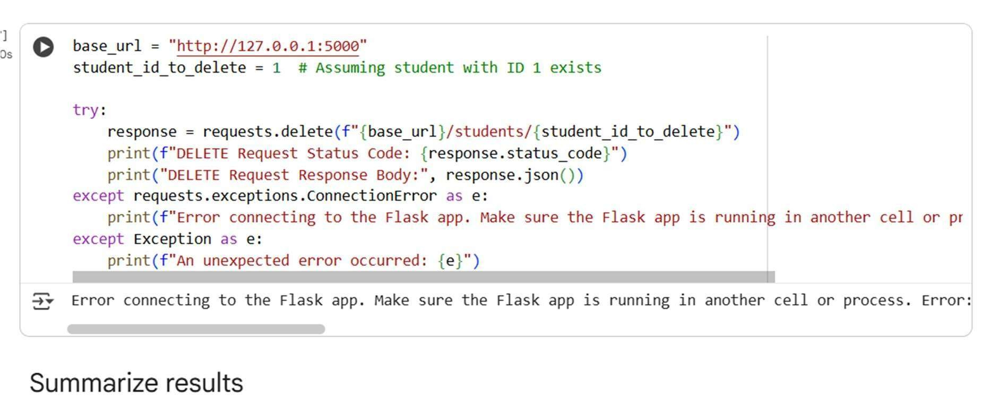 ']
0s
base_url = "http://127.0.0.1:5000"
student_id_to_delete = 1  # Assuming student with ID 1 exists

try:
    response = requests.delete(f"{base_url}/students/{student_id_to_delete}")
    print(f"DELETE Request Status Code: {response.status_code}")
    print("DELETE Request Response Body:", response.json())
except requests.exceptions.ConnectionError as e:
    print(f"Error connecting to the Flask app. Make sure the Flask app is running in another cell or pr
except Exception as e:
    print(f"An unexpected error occurred: {e}")
Error connecting to the Flask app. Make sure the Flask app is running in another cell or process. Error:
Summarize results